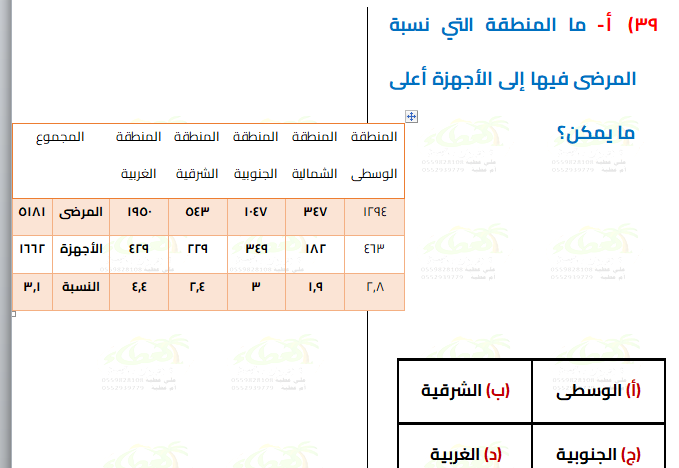 ٣٩) أ- ما المنطقة التي نسبة
المرضى فيها إلى الأجهزة أعلى
ما يمكن؟
المنطقة الوسطى المنطقة الشمالية المنطقة الجنوبية المنطقة الشرقية المنطقة الغربية المجموع
١٢٩٤ ٣٤٧ ١٠٤٧ ٥٤٣ ١٩٥٠ المرضى ٥١٨١
٤٦٣ ١٨٢ ٣٤٩ ٢٢٩ ٤٢٩ الأجهزة ١٦٦٢
٢,٨ ١,٩ ٣ ٢,٤ ٤,٤ النسبة ٣,١
(أ) الوسطى (ب) الشرقية
(ج) الجنوبية (د) الغربية